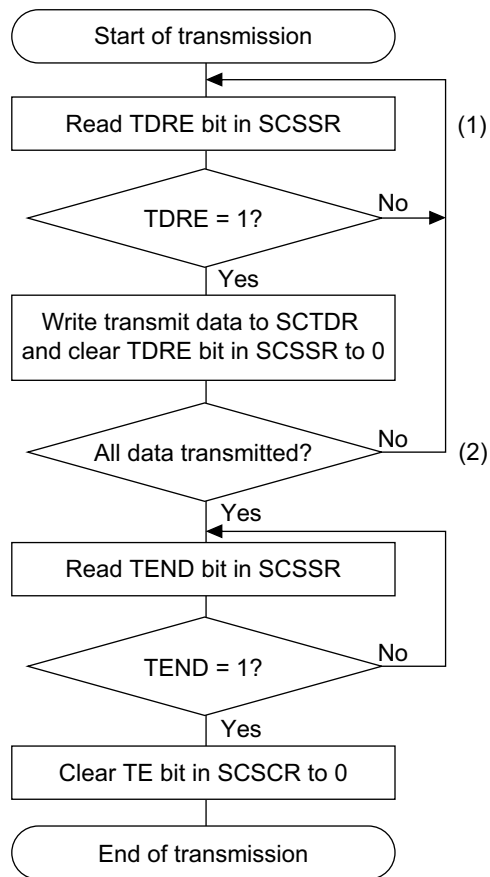 Start of transmission
Read TDRE bit in SCSSR
(1)
TDRE = 1?
No
Yes
Write transmit data to SCTDR
and clear TDRE bit in SCSSR to 0
All data transmitted?
No
(2)
Yes
Read TEND bit in SCSSR
TEND = 1?
No
Yes
Clear TE bit in SCSCR to 0
End of transmission